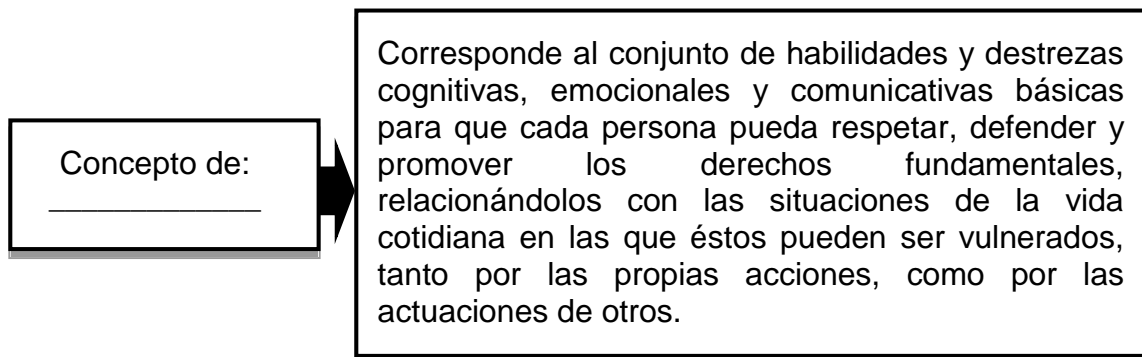 Concepto de:
_____________
Corresponde al conjunto de habilidades y destrezas
cognitivas, emocionales y comunicativas básicas
para que cada persona pueda respetar, defender y
promover los derechos fundamentales,
relacionándolos con las situaciones de la vida
cotidiana en las que éstos pueden ser vulnerados,
tanto por las propias acciones, como por las
actuaciones de otros.